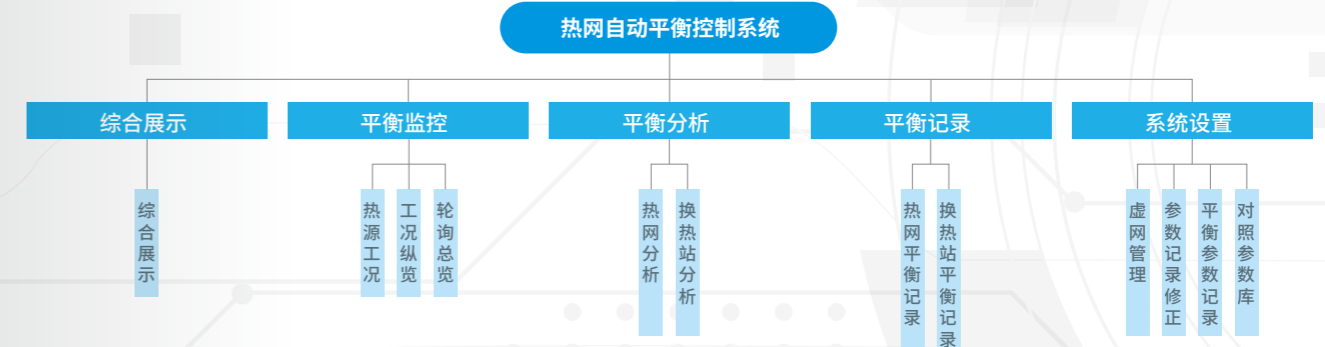 热网自动平衡控制系统
综合展示
平衡监控
平衡分析
平衡记录
系统设置
综合展示
热源工况
工况纵览
轮询总览
热网分析
换热站分析
热网平衡记录
换热站平衡记录
虚网管理
参数记录修正
平衡参数记录
对照参数库